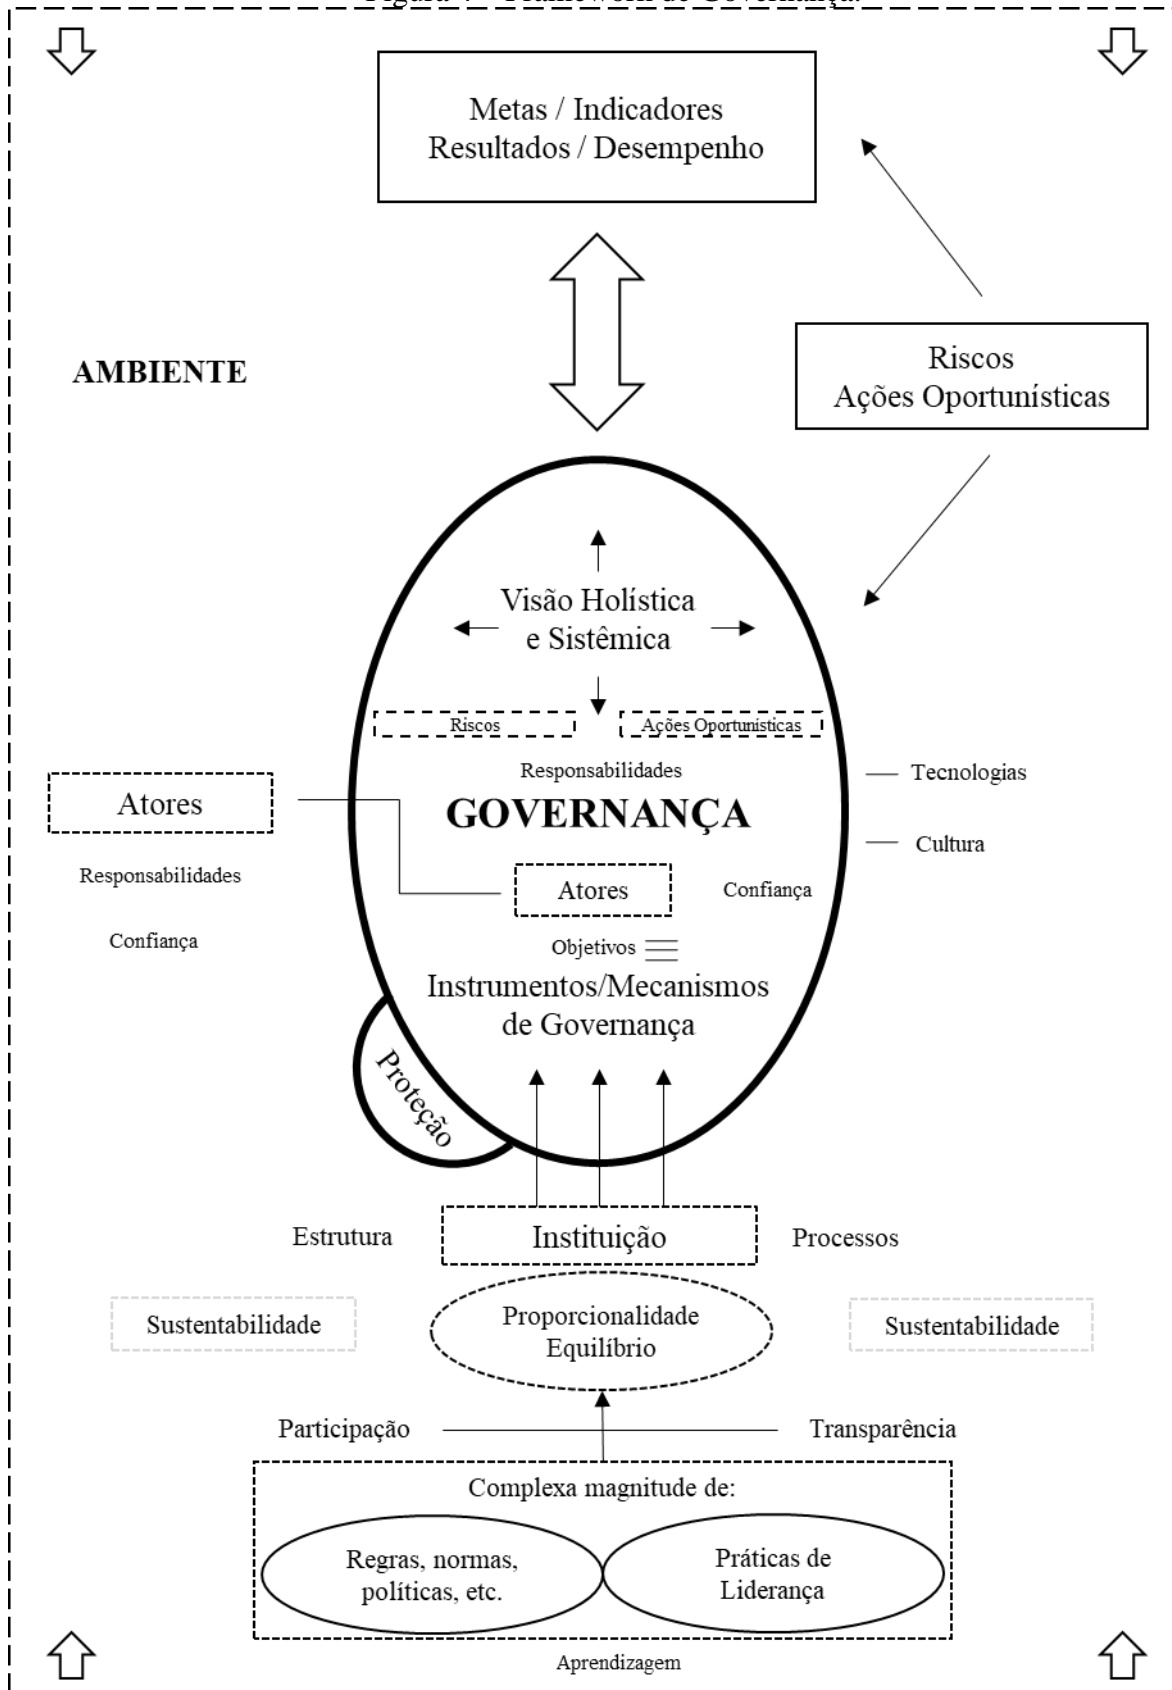 Metas / Indicadores
Resultados / Desempenho
AMBIENTE
Riscos
Ações Oportunísticas
Visão Holística
e Sistêmica
Riscos
Ações Oportunísticas
Responsabilidades
GOVERNANÇA
Tecnologias
Atores
Cultura
Responsabilidades
Atores
Confiança
Confiança
Objetivos
Instrumentos/Mecanismos
de Governança
Proteção
Estrutura
Instituição
Processos
Sustentabilidade
Proporcionalidade
Equilíbrio
Sustentabilidade
Participação
Transparência
Complexa magnitude de:
Regras, normas,
políticas, etc.
Práticas de
Liderança
Aprendizagem